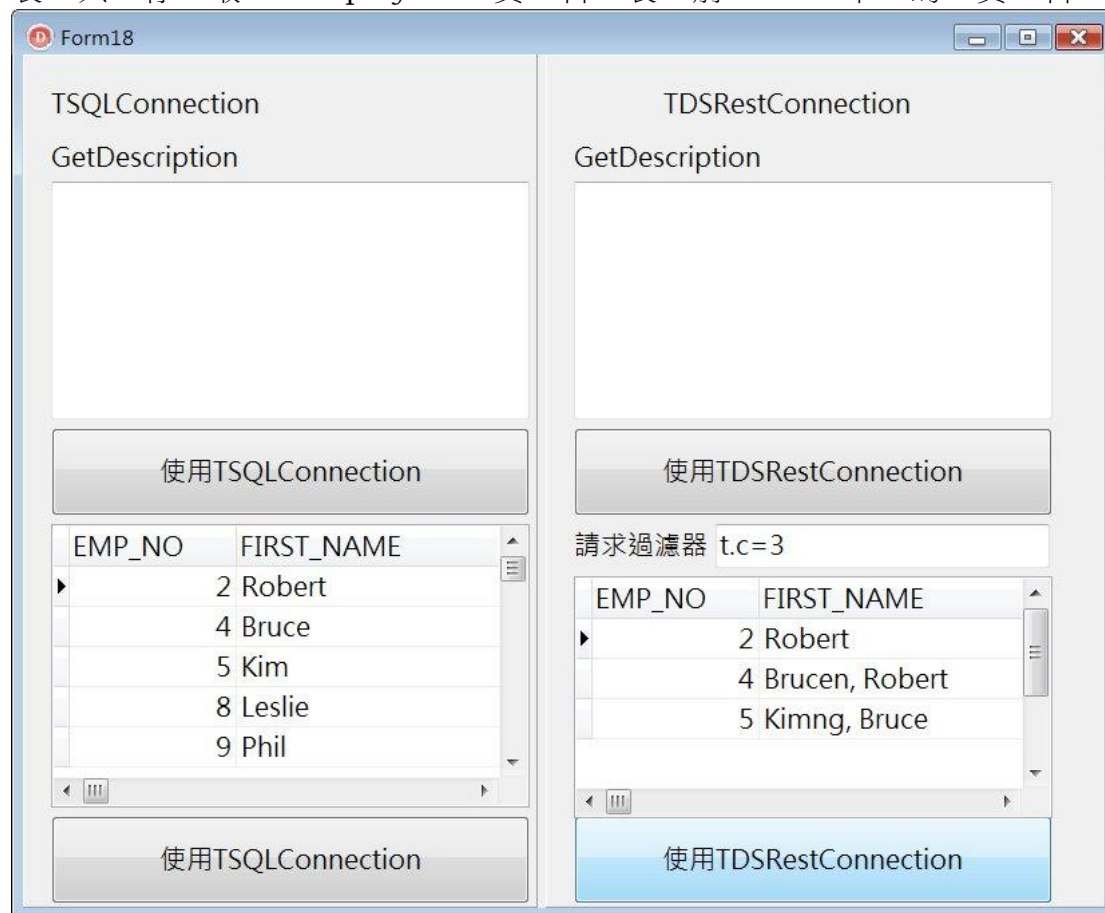 Form18
TSQLConnection
GetDescription
使用TSQLConnection
EMP_NO FIRST_NAME
2 Robert
4 Bruce
5 Kim
8 Leslie
9 Phil
使用TSQLConnection
TDSRestConnection
GetDescription
使用TDSRestConnection
請求過濾器 t.c=3
EMP_NO FIRST_NAME
2 Robert
4 Brucen, Robert
5 Kimng, Bruce
使用TDSRestConnection